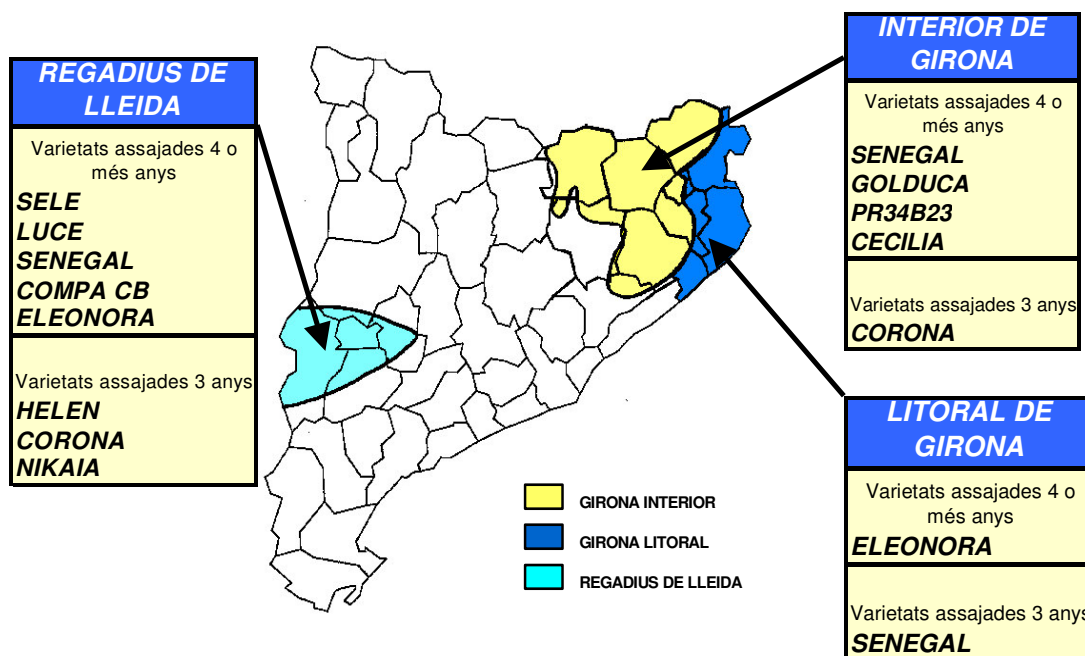 REGADIUS DE
LLEIDA
Varietats assajades 4 o
més anys
SELE
LUCE
SENEGAL
COMPA CB
ELEONORA
Varietats assajades 3 anys
HELEN
CORONA
NIKAIA
INTERIOR DE
GIRONA
Varietats assajades 4 o
més anys
SENEGAL
GOLDUCA
PR34B23
CECILIA
Varietats assajades 3 anys
CORONA
LITORAL DE
GIRONA
Varietats assajades 4 o
més anys
ELEONORA
Varietats assajades 3 anys
SENEGAL
GIRONA INTERIOR
GIRONA LITORAL
REGADIUS DE LLEIDA